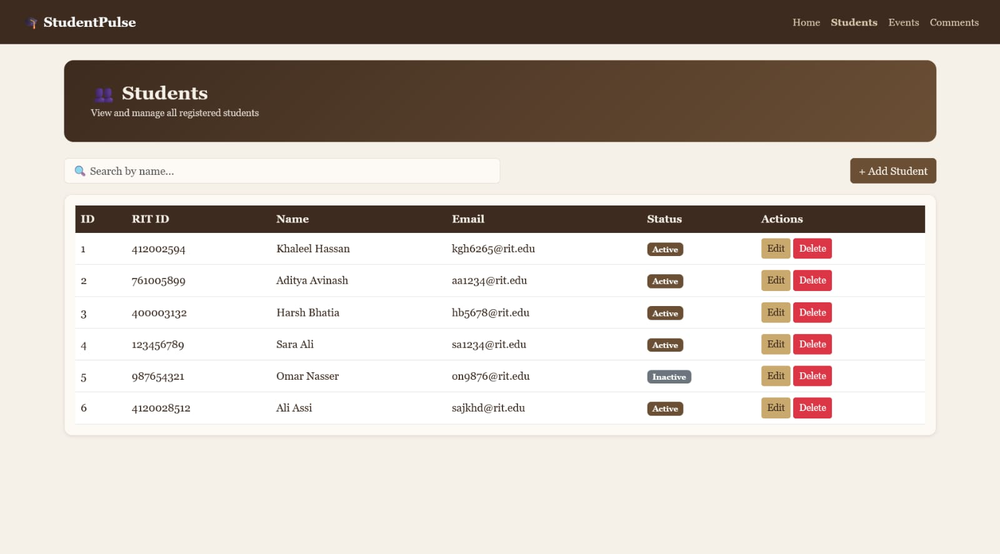 StudentPulse
Home Students Events Comments
Students
View and manage all registered students
Search by name...
+ Add Student
ID RIT ID Name Email Status Actions
1 412002594 Khaleel Hassan kgh6265@rit.edu Active Edit Delete
2 761005899 Aditya Avinash aa1234@rit.edu Active Edit Delete
3 400003132 Harsh Bhatia hb5678@rit.edu Active Edit Delete
4 123456789 Sara Ali sa1234@rit.edu Active Edit Delete
5 987654321 Omar Nasser on9876@rit.edu Inactive Edit Delete
6 4120028512 Ali Assi sajkhd@rit.edu Active Edit Delete